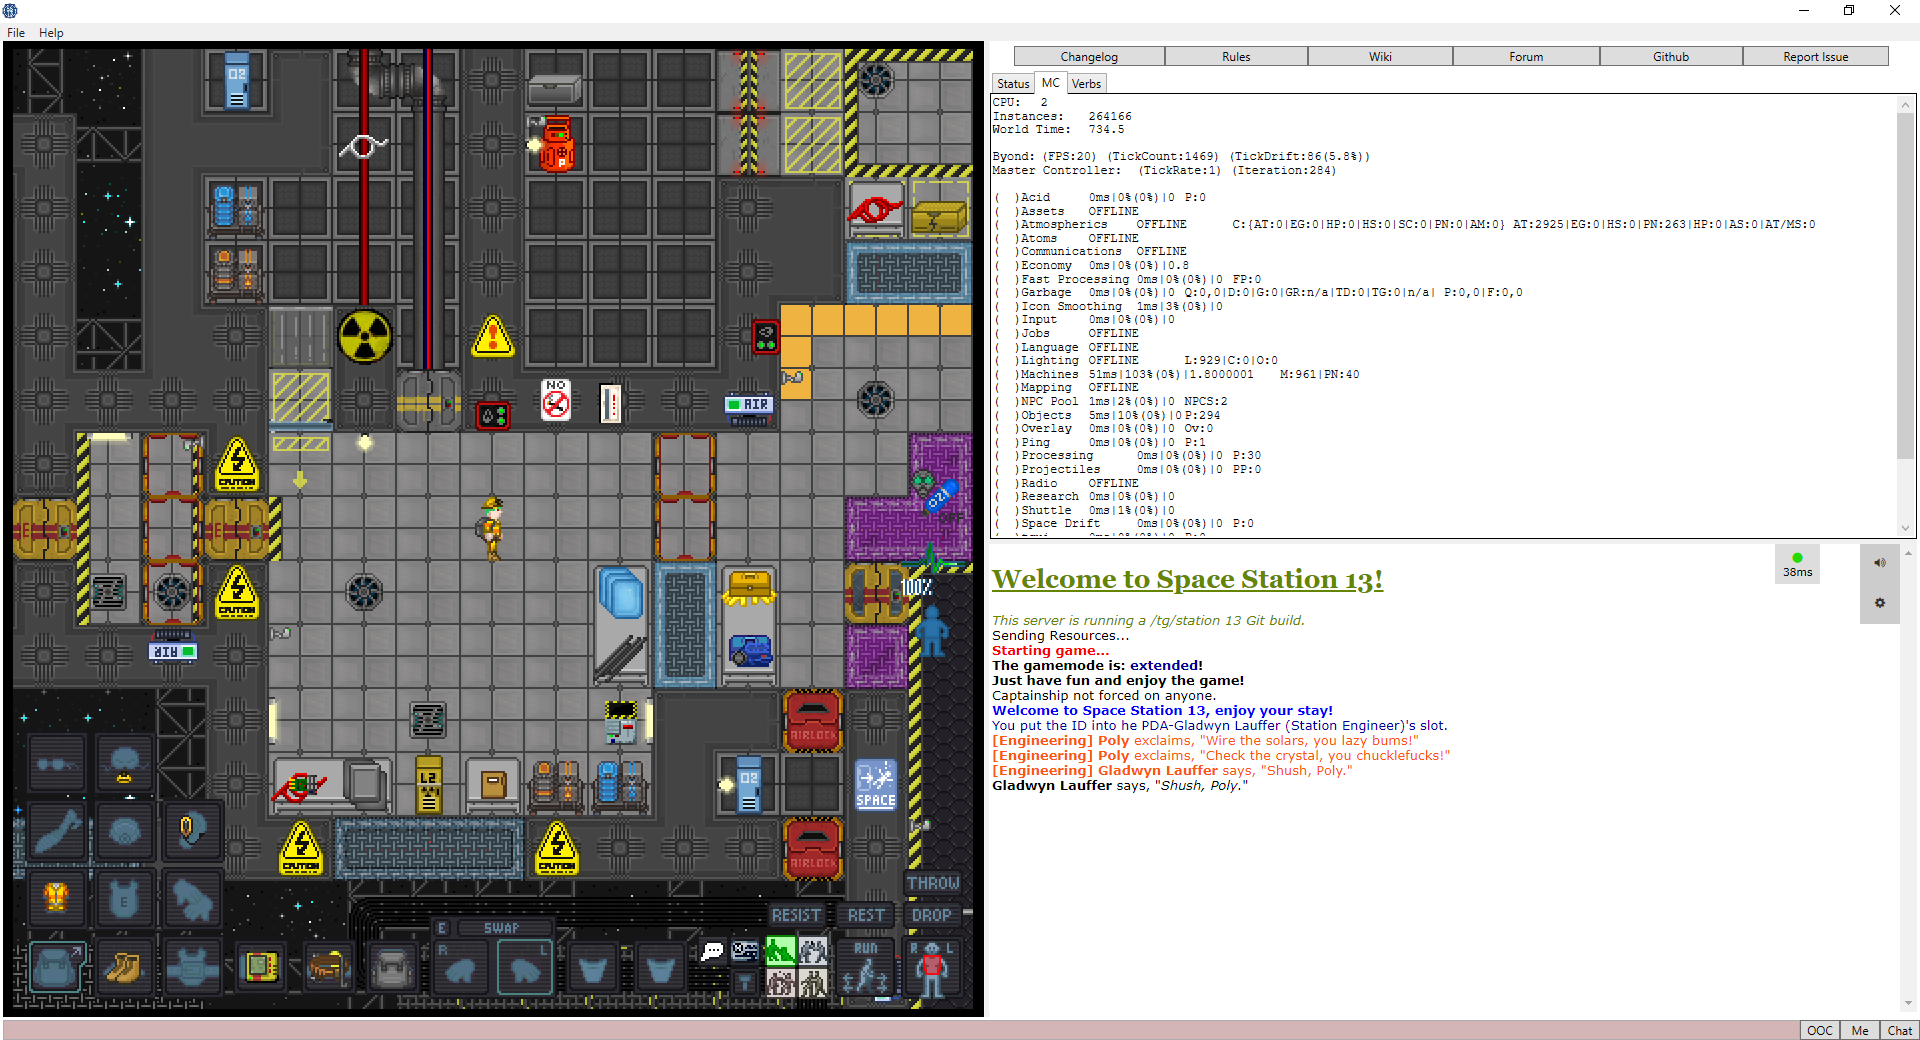 File Help
Changelog Rules Wiki Forum Github Report Issue
Status MC Verbs
CPU: 2
Instances: 264166
World Time: 734.5
Byond: (FPS:20) (TickCount:1469) (TickDrift:86(5.8%))
Master Controller: (TickRate:1) (Iteration:284)
( )Acid 0ms|0%(0%)|0 P:0
( )Assets OFFLINE
( )Atmospherics OFFLINE C:{AT:0|EG:0|HP:0|HS:0|SC:0|PN:0|AM:0} AT:2925|EG:0|HS:0|PN:263|HP:0|AS:0|AT/MS:0
( )Atoms OFFLINE
( )Communications OFFLINE
( )Economy 0ms|0%(0%)|0.8
( )Fast Processing 0ms|0%(0%)|0 FP:0
( )Garbage 0ms|0%(0%)|0 Q:0,0|D:0|G:0|GR:n/a|TD:0|TG:0|n/a| P:0,0|F:0,0
( )Icon Smoothing 1ms|3%(0%)|0
( )Input 0ms|0%(0%)|0
( )Jobs OFFLINE
( )Language OFFLINE
( )Lighting OFFLINE L:929|C:0|O:0
( )Machines 51ms|103%(0%)|1.8000001 M:961|PN:40
( )Mapping OFFLINE
( )NPC Pool 1ms|2%(0%)|0 NPCS:2
( )Objects 5ms|10%(0%)|0 P:294
( )Overlay 0ms|0%(0%)|0 Ov:0
( )Ping 0ms|0%(0%)|0 P:1
( )Processing 0ms|0%(0%)|0 P:30
( )Projectiles 0ms|0%(0%)|0 PP:0
( )Radio OFFLINE
( )Research 0ms|0%(0%)|0
( )Shuttle 0ms|1%(0%)|0
( )Space Drift 0ms|0%(0%)|0 P:0
38ms
Welcome to Space Station 13!
This server is running a /tg/station 13 Git build.
Sending Resources...
Starting game...
The gamemode is: extended!
Just have fun and enjoy the game!
Captainship not forced on anyone.
Welcome to Space Station 13, enjoy your stay!
You put the ID into he PDA-Gladwyn Lauffer (Station Engineer)'s slot.
[Engineering] Poly exclaims, "Wire the solars, you lazy bums!"
[Engineering] Poly exclaims, "Check the crystal, you chucklefucks!"
[Engineering] Gladwyn Lauffer says, "Shush, Poly."
Gladwyn Lauffer says, "Shush, Poly."
OOC Me Chat
O2
P
NO
AIR
CAUTION
E E
OFF
CAUTION
100%
AIR
AIRLOCK
L2
O2
SPACE
CAUTION
CAUTION
AIRLOCK
THROW
RESIST REST DROP
E SWAP
R L
RUN
R L
E